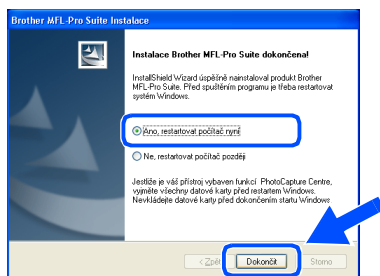 Brother MFL-Pro Suite Instalace
Instalace Brother MFL-Pro Suite dokončena!
InstallShield Wizard úspěšně nainstaloval produkt Brother
MFL-Pro Suite. Před spuštěním programu je třeba restartovat
systém Windows.
Ano, restartovat počítač nyní
Ne, restartovat počítač později
Jestliže je váš přístroj vybaven funkcí PhotoCapture Centre,
vyjměte všechny datové karty před restartem Windows.
Nevkládejte datové karty před dokončením startu Windows
< Zpět Dokončit Storno